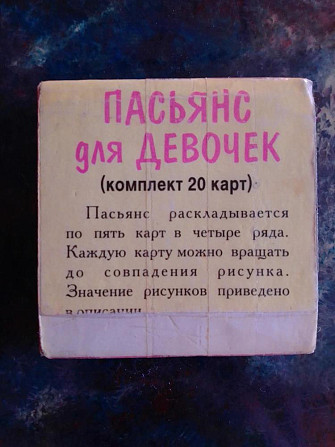 ПАСЬЯНС
для ДЕВОЧЕК
(комплект 20 карт)
Пасьянс раскладывается
по пять карт в четыре ряда.
Каждую карту можно вращать
до совпадения рисунка.
Значение рисунков приведено
в описании